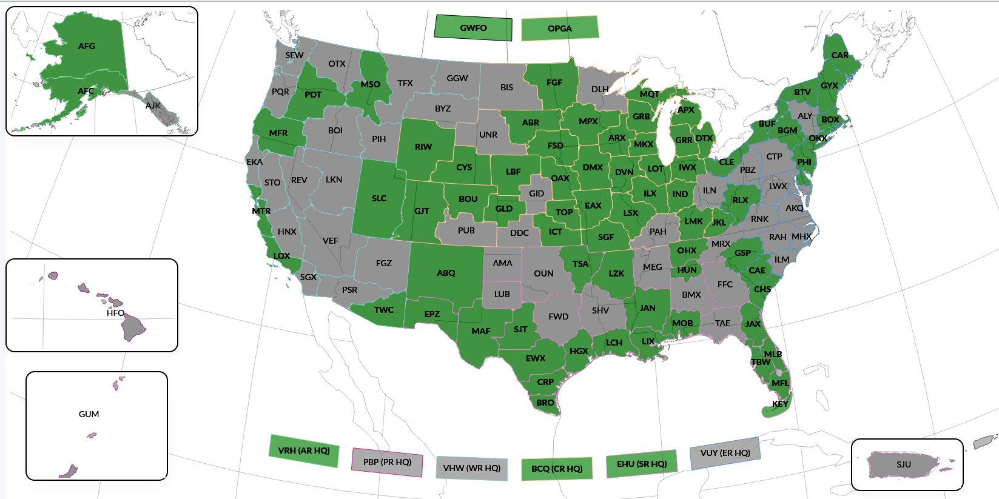 GWFO
OPGA
AFG
AFC
AJK
SEW
OTX
MSO
TFX
GGW
BIS
FGF
DLH
MQT
CAR
GYX
BTV
PQR
PDT
BYZ
GRB
APX
ALY
BOX
MFR
BOI
PIH
UNR
ABR
MPX
ARX
MKX
GRR
DTX
BUF
BGM
OKX
RIW
FSD
EKA
STO
REV
LKN
CYS
LBF
OAX
DMX
DVN
LOT
IWX
CLE
PBZ
CTP
PHI
SLC
BOU
GID
GLD
TOP
EAX
LSX
ILX
IND
ILN
RLX
LWX
AKQ
MTR
HNX
VEF
GJT
PUB
DDC
ICT
SGF
PAH
LMK
JKL
RNK
RAH
MHX
LOX
SGX
PSR
FGZ
ABQ
AMA
OUN
TSA
LZK
MEG
OHX
MRX
GSP
CAE
ILM
HUN
FFC
CHS
TWC
EPZ
LUB
FWD
SHV
JAN
BMX
MOB
TAE
JAX
HFO
MAF
SJT
HGX
LCH
LIX
MLB
TBW
EWX
CRP
BRO
MFL
KEY
GUM
VRH (AR HQ)
PBP (PR HQ)
VHW (WR HQ)
BCQ (CR HQ)
EHU (SR HQ)
VUY (ER HQ)
SJU